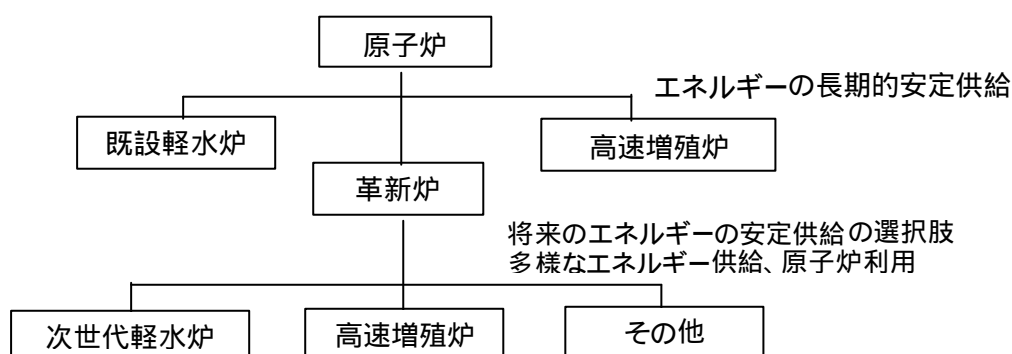 原子炉
エネルギーの長期的安定供給
既設軽水炉
高速増殖炉
革新炉
将来のエネルギーの安定供給の選択肢
多様なエネルギー供給、原子炉利用
次世代軽水炉
高速増殖炉
その他